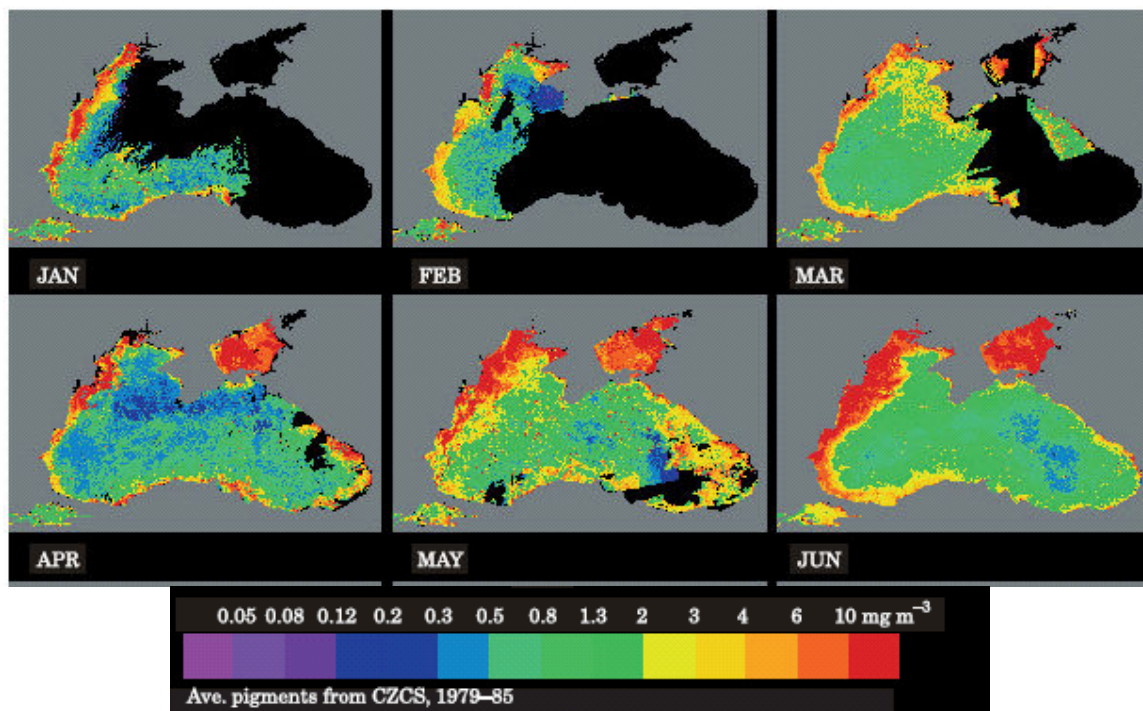 JAN FEB MAR
APR MAY JUN
0.05 0.08 0.12 0.2 0.3 0.5 0.8 1.3 2 3 4 6 10 mg m⁻³
Ave. pigments from CZCS, 1979–85